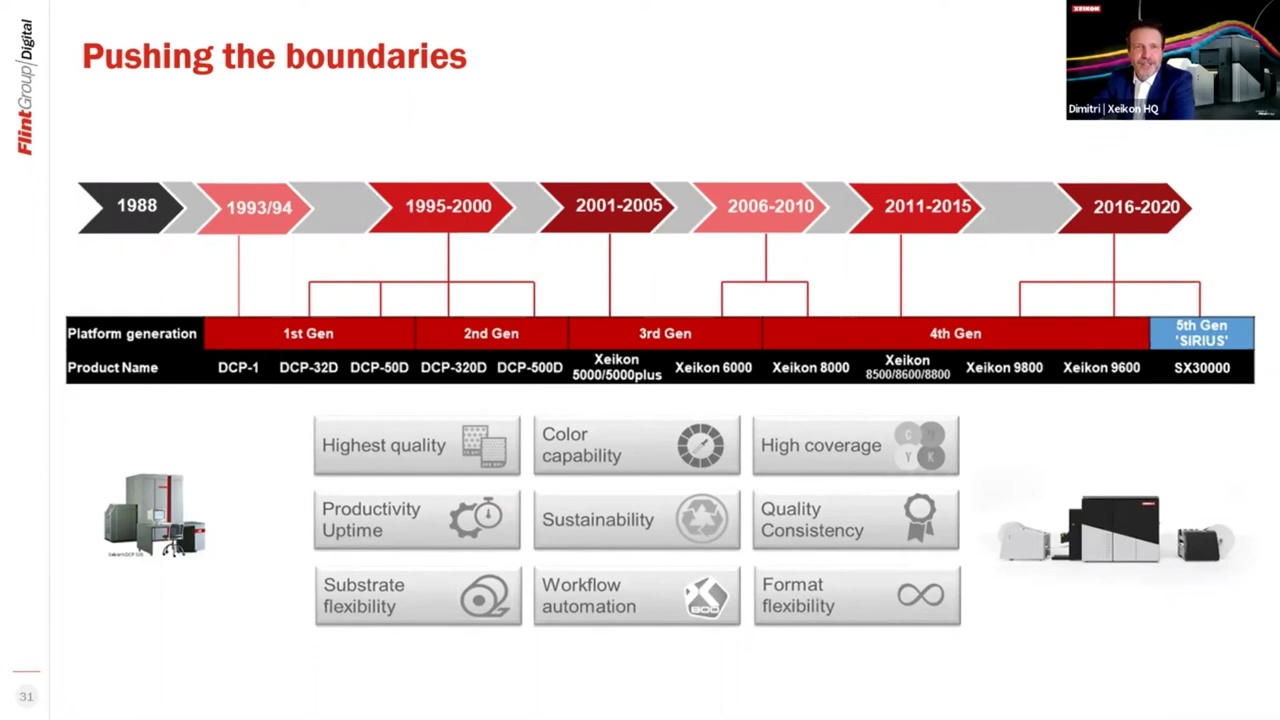 FlintGroup|Digital
Pushing the boundaries
XEIKON
Dimitri | Xeikon HQ
1988
1993/94
1995-2000
2001-2005
2006-2010
2011-2015
2016-2020
Platform generation
1st Gen
2nd Gen
3rd Gen
4th Gen
5th Gen
'SIRIUS'
Product Name
DCP-1
DCP-32D
DCP-50D
DCP-320D
DCP-500D
Xeikon
5000/5000plus
Xeikon 6000
Xeikon 8000
Xeikon
8500/8600/8800
Xeikon 9800
Xeikon 9600
SX30000
Highest quality
Color
capability
High coverage
C
Y K
Productivity
Uptime
Sustainability
Quality
Consistency
Substrate
flexibility
Workflow
automation
X
800
Format
flexibility
31